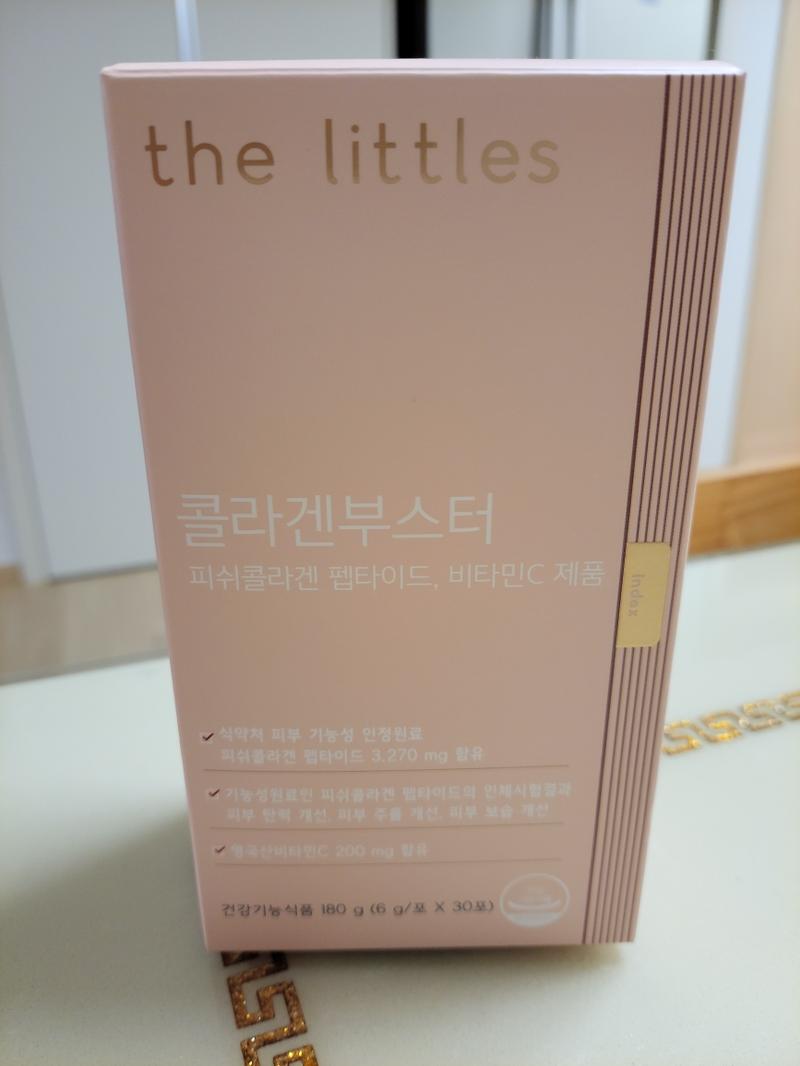 the littles
콜라겐부스터
피쉬콜라겐 펩타이드, 비타민C 제품
Index
식약처 피부 기능성 인정원료
피쉬콜라겐 펩타이드 3,270 mg 함유
기능성원료인 피쉬콜라겐 펩타이드의 인체시험결과
피부 탄력 개선, 피부 주름 개선, 피부 보습 개선
영국산비타민C 200 mg 함유
건강기능식품 180 g (6 g/포 X 30포)